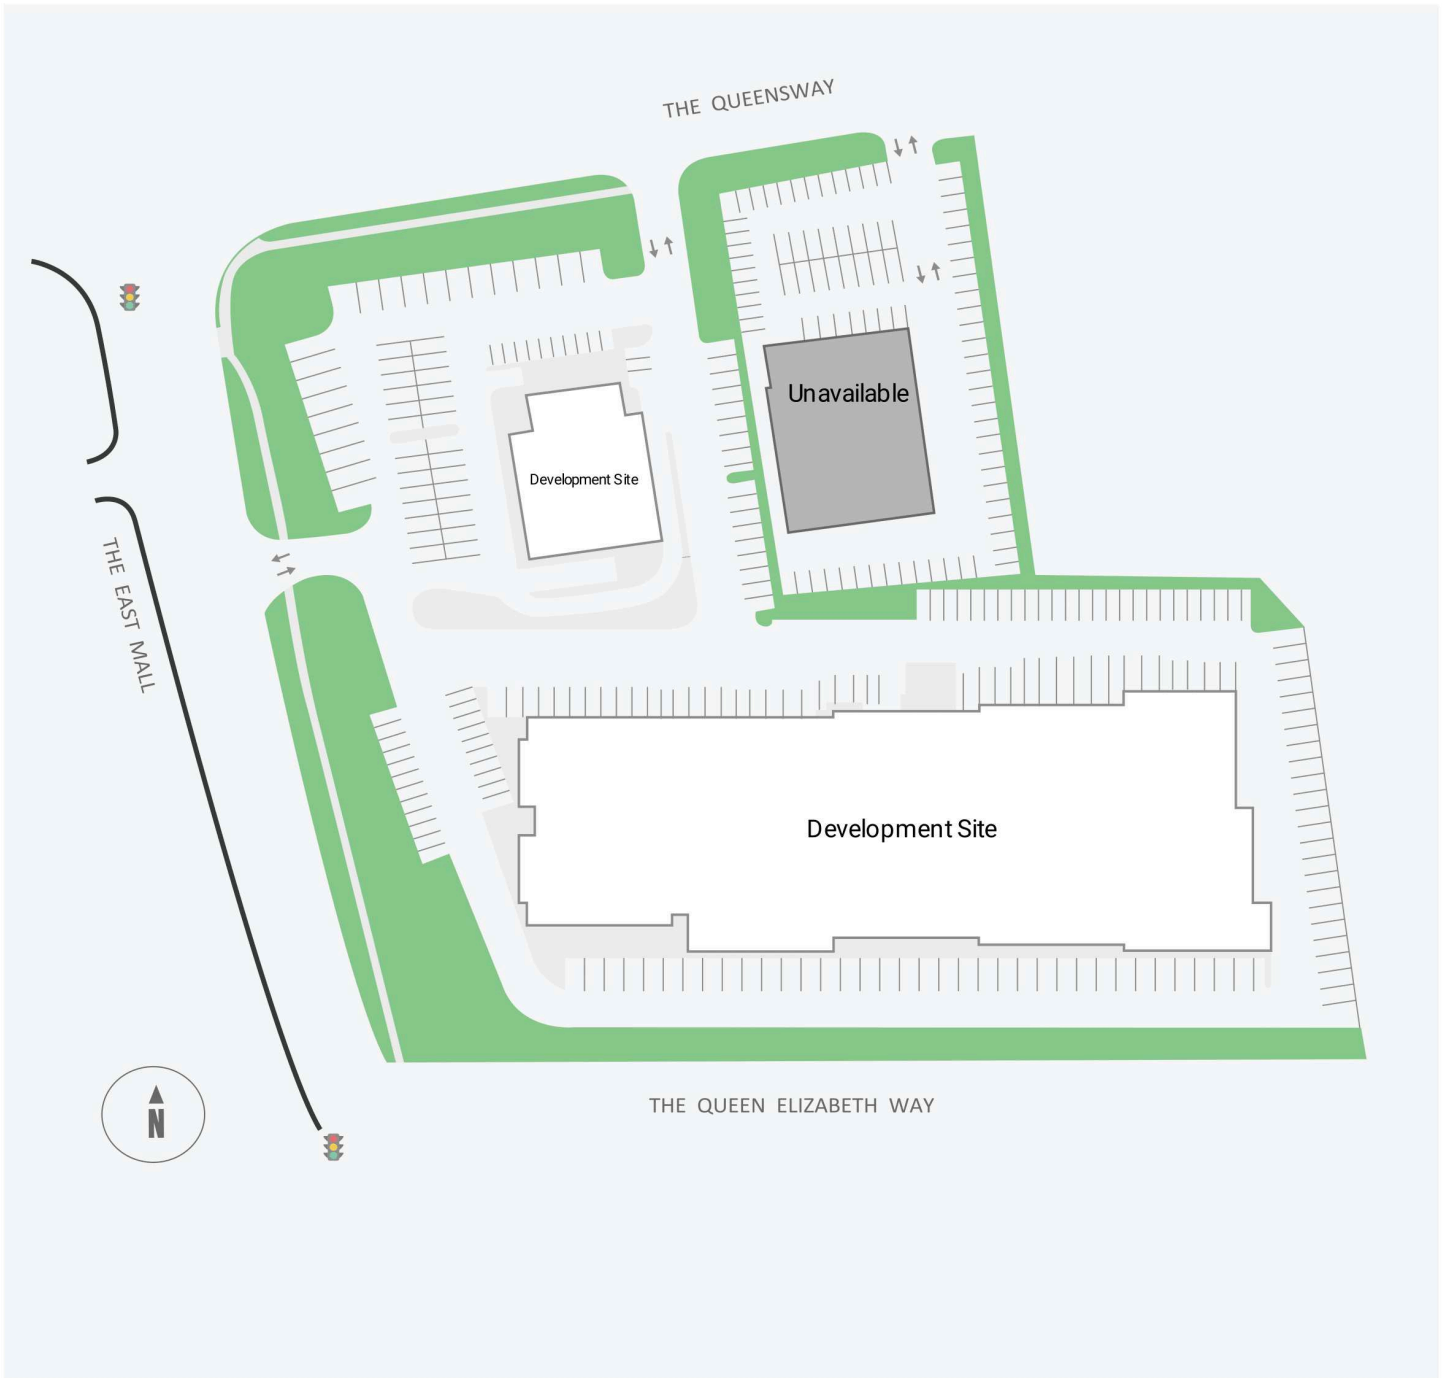 THE QUEENSWAY
Unavailable
Development Site
THE EAST MALL
Development Site
THE QUEEN ELIZABETH WAY
N